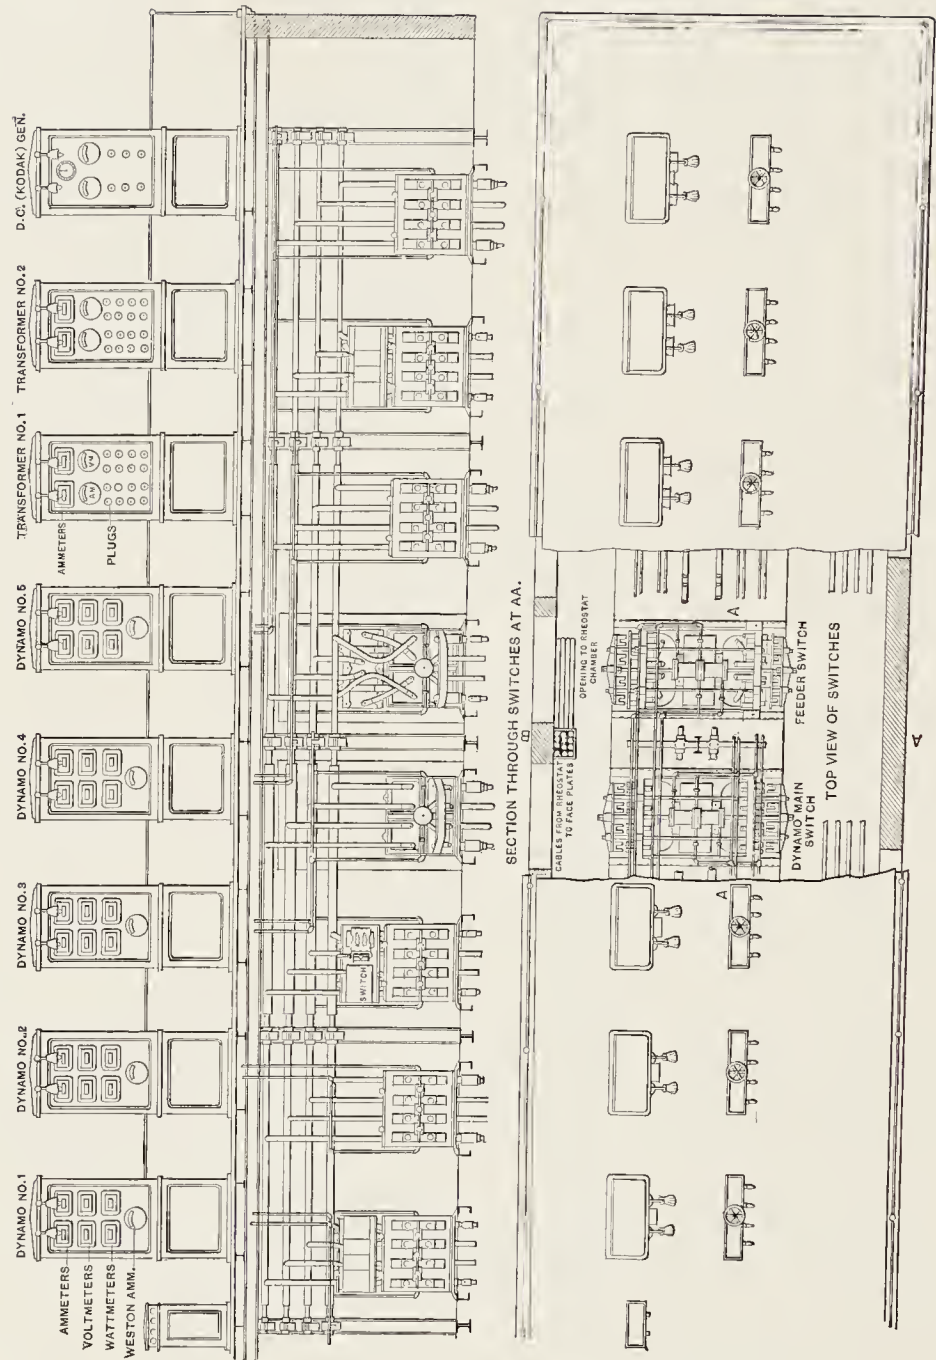 DYNAMO NO.1
DYNAMO NO.2
DYNAMO NO.3
DYNAMO NO.4
DYNAMO NO.5
TRANSFORMER NO.1
TRANSFORMER NO.2
D.C. (KODAK) GEN.
AMMETERS
VOLTMETERS
WATTMETERS
WESTON AMM.
AMMETERS
PLUGS
AM
VM
SWITCH
SECTION THROUGH SWITCHES AT AA.
CABLES FROM RHEOSTAT
TO FACE PLATES
OPENING TO RHEOSTAT
CHAMBER
A
A
DYNAMO MAIN
SWITCH
FEEDER SWITCH
TOP VIEW OF SWITCHES
A